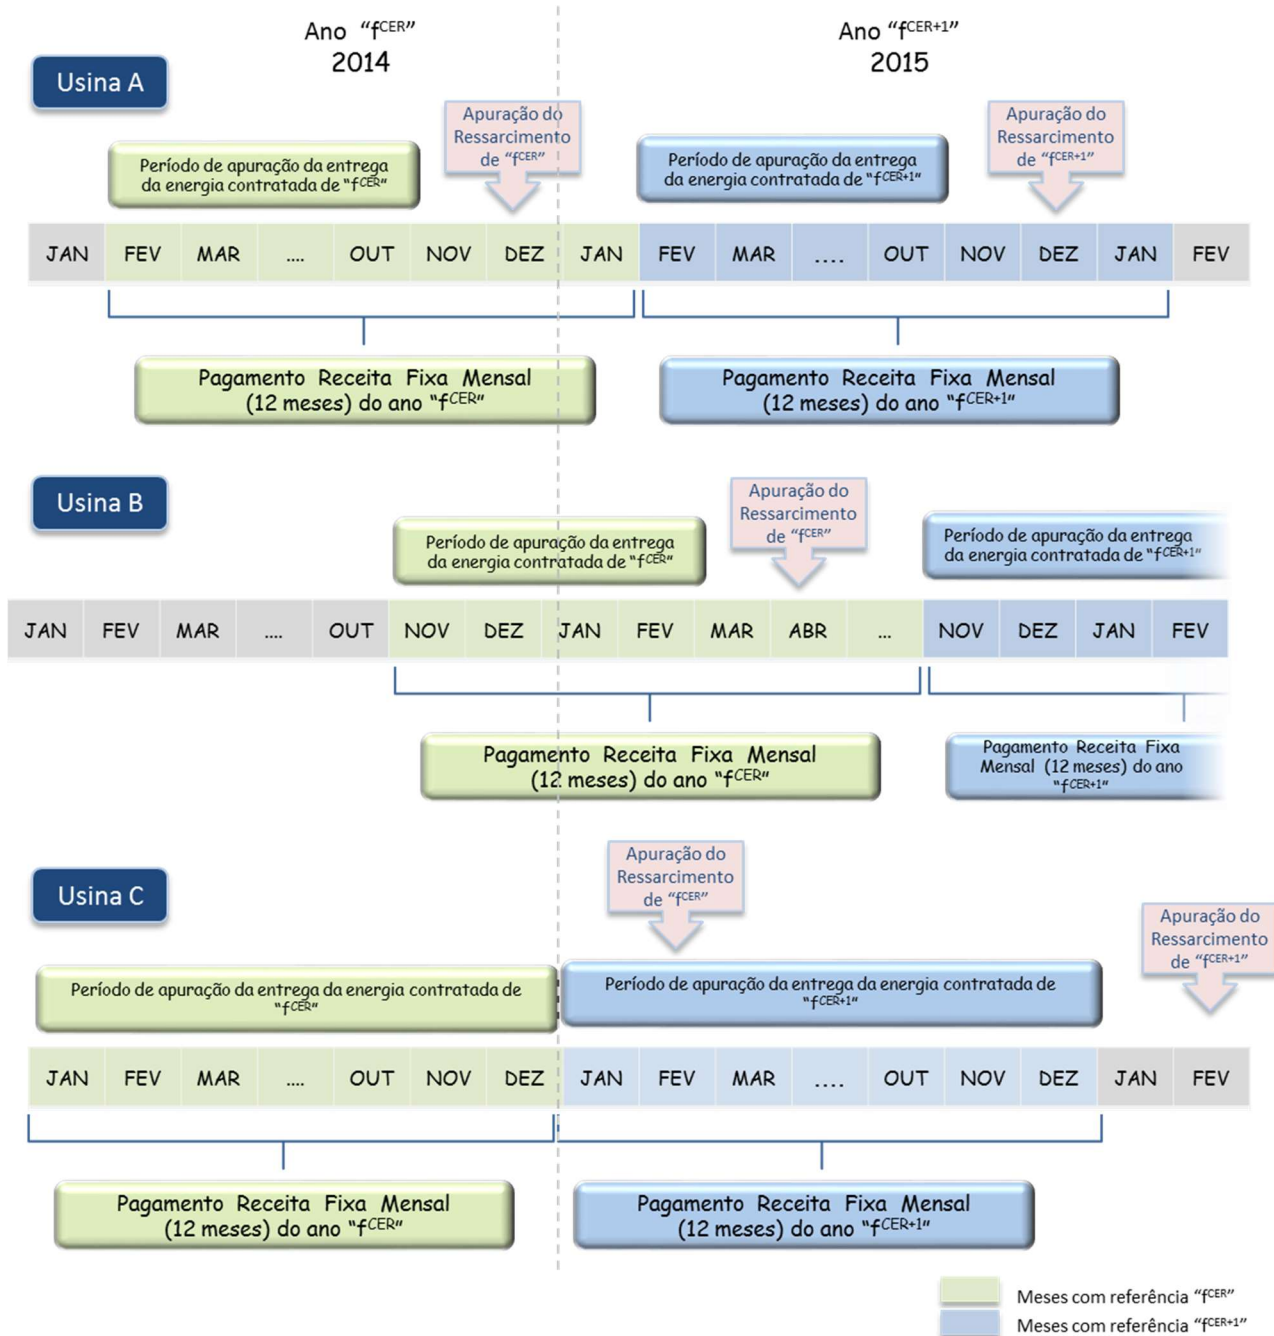 Ano “fCER”
2014
Ano “fCER+1”
2015
Usina A
Apuração do
Ressarcimento
de “fCER”
Apuração do
Ressarcimento
de “fCER+1”
Período de apuração da entrega
da energia contratada de “fCER”
Período de apuração da entrega
da energia contratada de “fCER+1”
JAN FEV MAR .... OUT NOV DEZ JAN FEV MAR .... OUT NOV DEZ JAN FEV
Pagamento Receita Fixa Mensal
(12 meses) do ano “fCER”
Pagamento Receita Fixa Mensal
(12 meses) do ano “fCER+1”
Usina B
Apuração do
Ressarcimento
de “fCER”
Período de apuração da entrega
da energia contratada de “fCER”
Período de apuração da entrega
da energia contratada de “fCER+1”
JAN FEV MAR .... OUT NOV DEZ JAN FEV MAR ABR ... NOV DEZ JAN FEV
Pagamento Receita Fixa Mensal
(12 meses) do ano “fCER”
Pagamento Receita Fixa
Mensal (12 meses) do ano
“fCER+1”
Usina C
Apuração do
Ressarcimento
de “fCER”
Apuração do
Ressarcimento
de “fCER+1”
Período de apuração da entrega da energia contratada de
“fCER”
Período de apuração da entrega da energia contratada de
“fCER+1”
JAN FEV MAR .... OUT NOV DEZ JAN FEV MAR .... OUT NOV DEZ JAN FEV
Pagamento Receita Fixa Mensal
(12 meses) do ano “fCER”
Pagamento Receita Fixa Mensal
(12 meses) do ano “fCER+1”
Meses com referência “fCER”
Meses com referência “fCER+1”